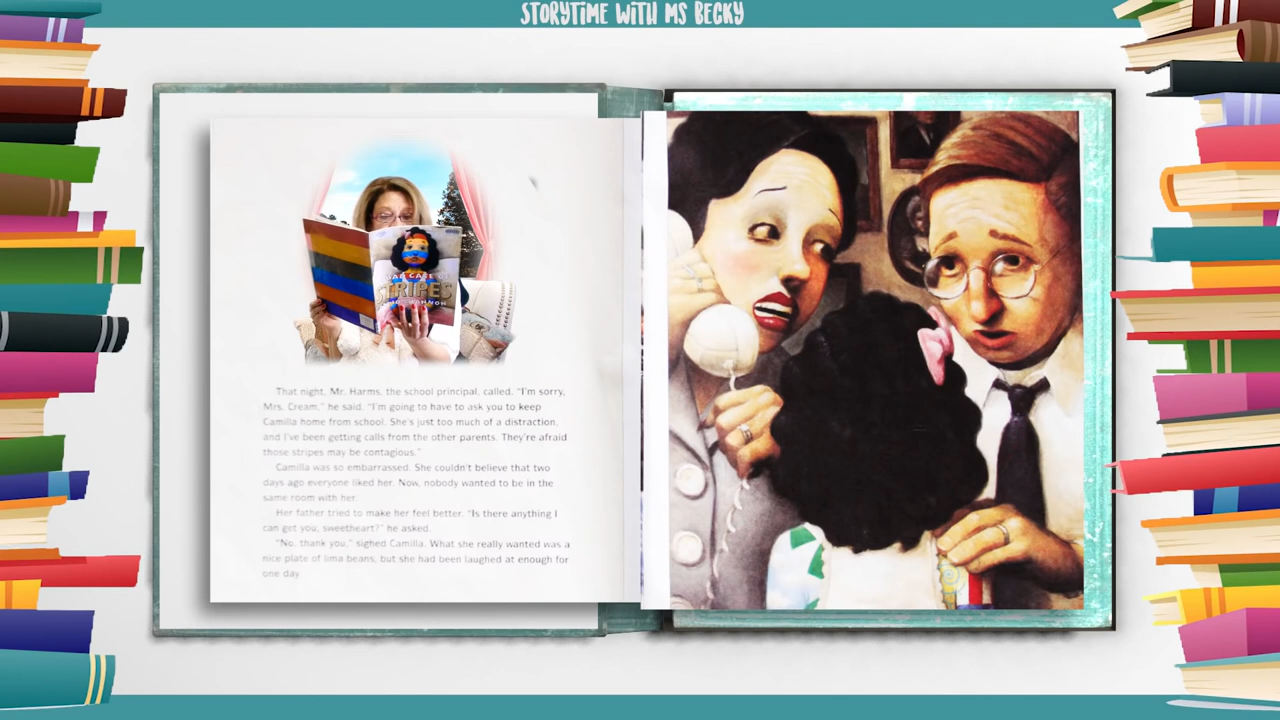 STORYTIME WITH MS BECKY
A BAD CASE OF
STRIPES
That night, Mr. Harms, the school principal, called. "I'm sorry,
Mrs. Cream," he said. "I'm going to have to ask you to keep
Camilla home from school. She's just too much of a distraction,
and I've been getting calls from the other parents. They're afraid
those stripes may be contagious."
Camilla was so embarrassed. She couldn't believe that two
days ago everyone liked her. Now, nobody wanted to be in the
same room with her.
Her father tried to make her feel better. "Is there anything I
can get you, sweetheart?" he asked.
"No, thank you," sighed Camilla. What she really wanted was a
nice plate of lima beans, but she had been laughed at enough for
one day